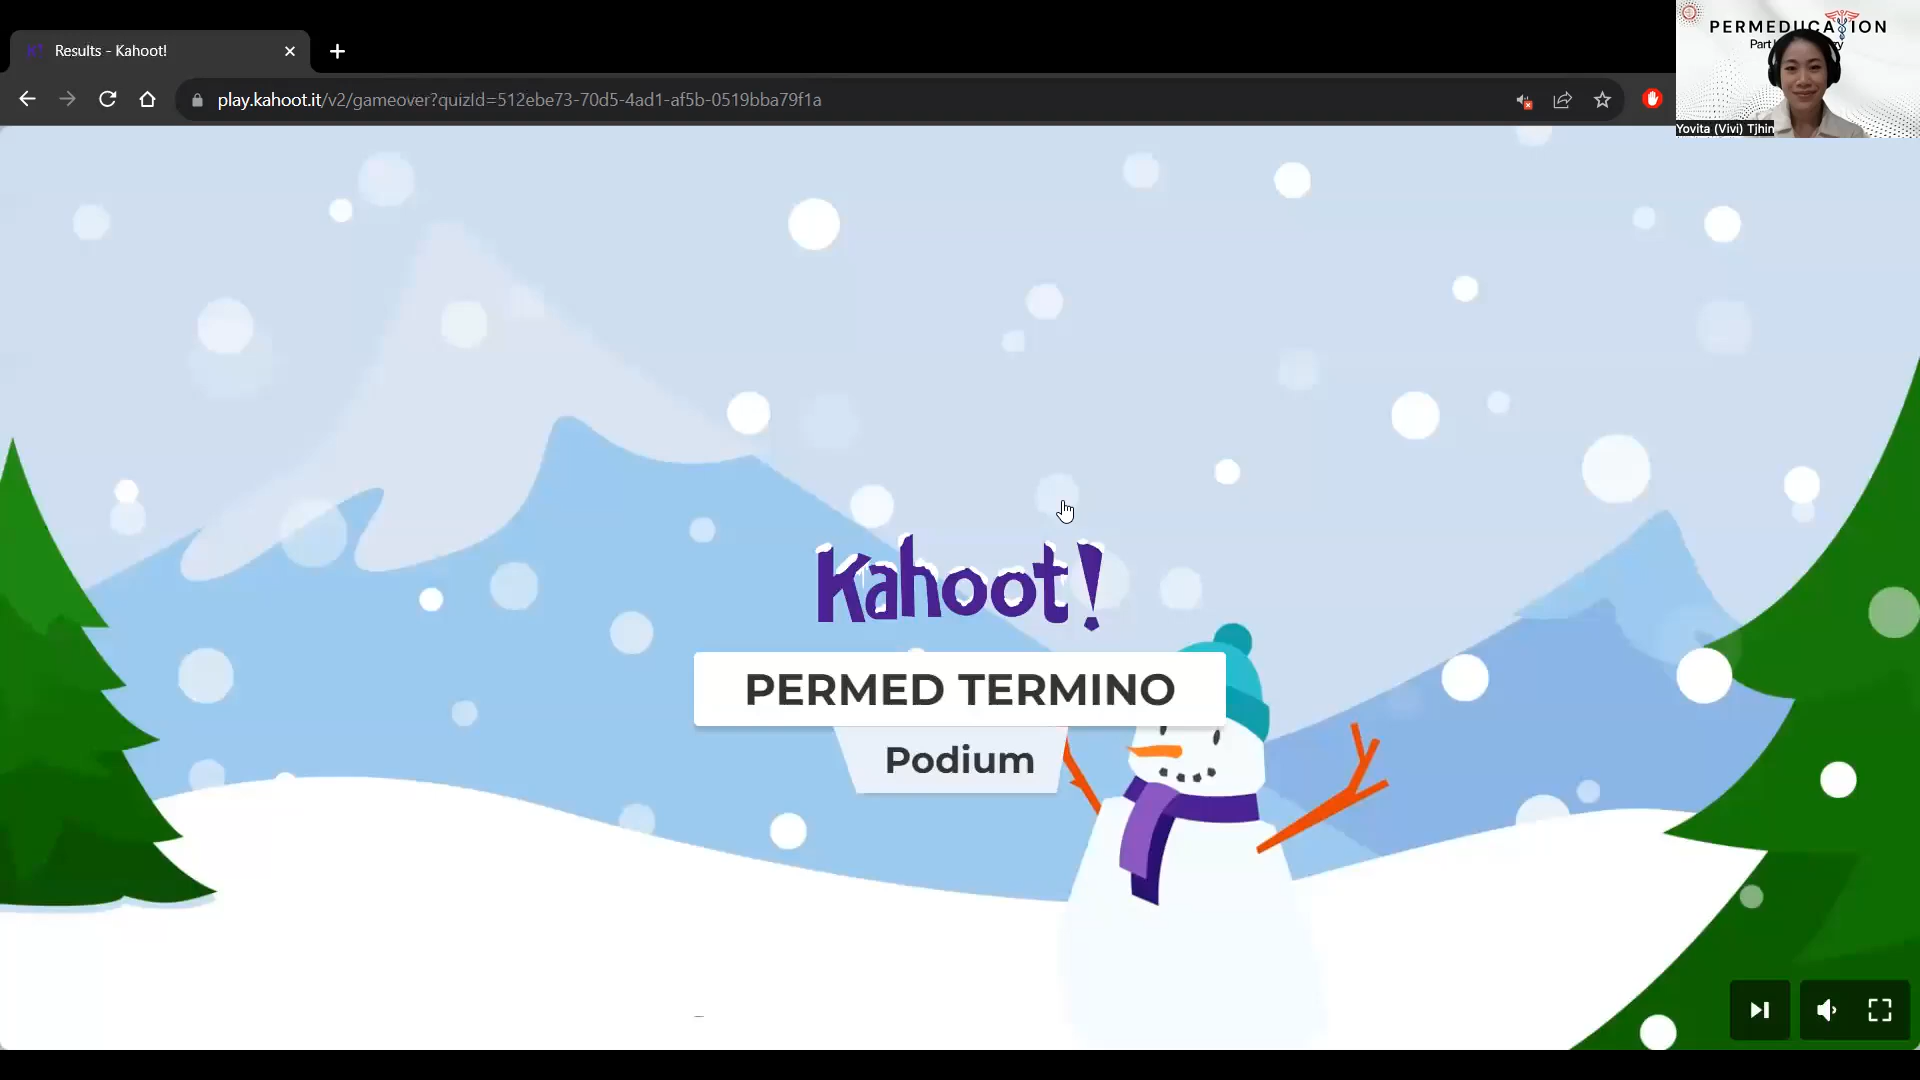 Results - Kahoot!
play.kahoot.it/v2/gameover?quizId=512ebe73-70d5-4ad1-af5b-0519bba79f1a
PERMEDUCATION
Part
Yovita (Vivi) Tjhin
Kahoot!
PERMED TERMINO
Podium